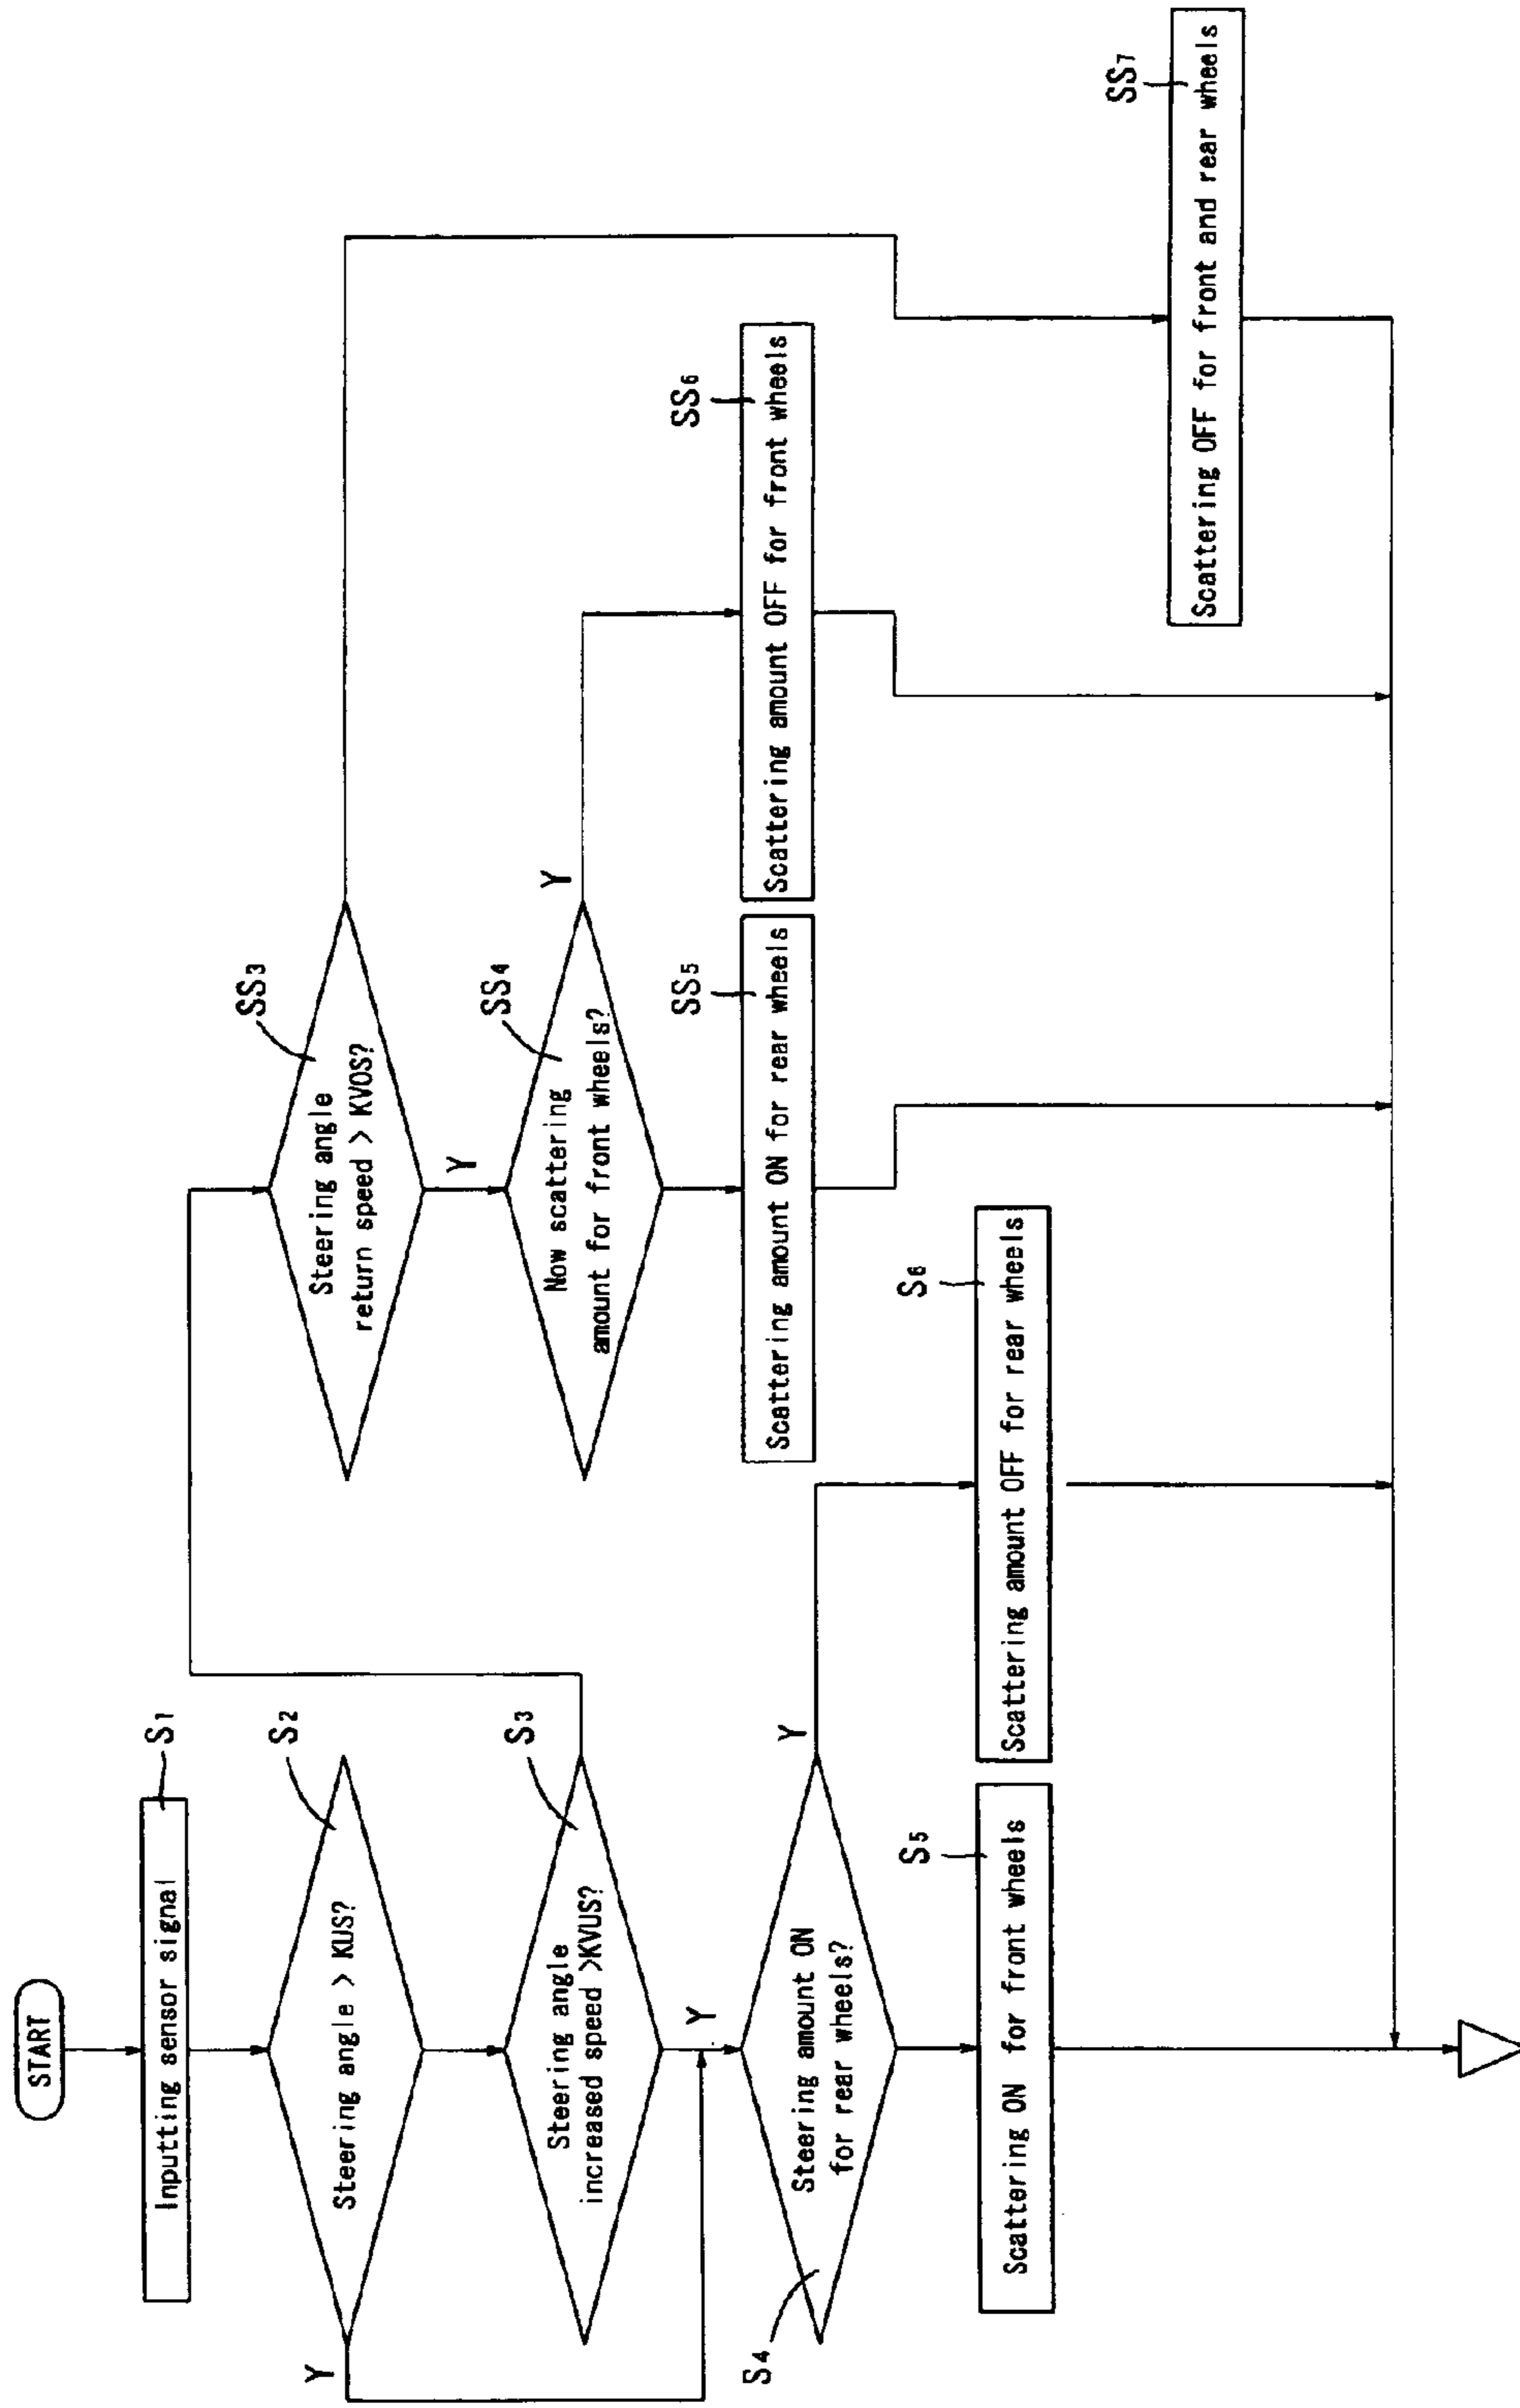 START
Inputting sensor signal
S1
Y
Steering angle > KUS?
S2
Steering angle
increased speed >KVUS?
S3
Y
S4
Steering amount ON
for rear wheels?
Y
Scattering ON for front wheels
S5
Scattering amount OFF for rear wheels
S6
Steering angle
return speed > KVOS?
SS3
Y
Now scattering
amount for front wheels?
SS4
Y
Scattering amount ON for rear wheels
SS5
Scattering amount OFF for front wheels
SS6
Scattering OFF for front and rear wheels
SS7